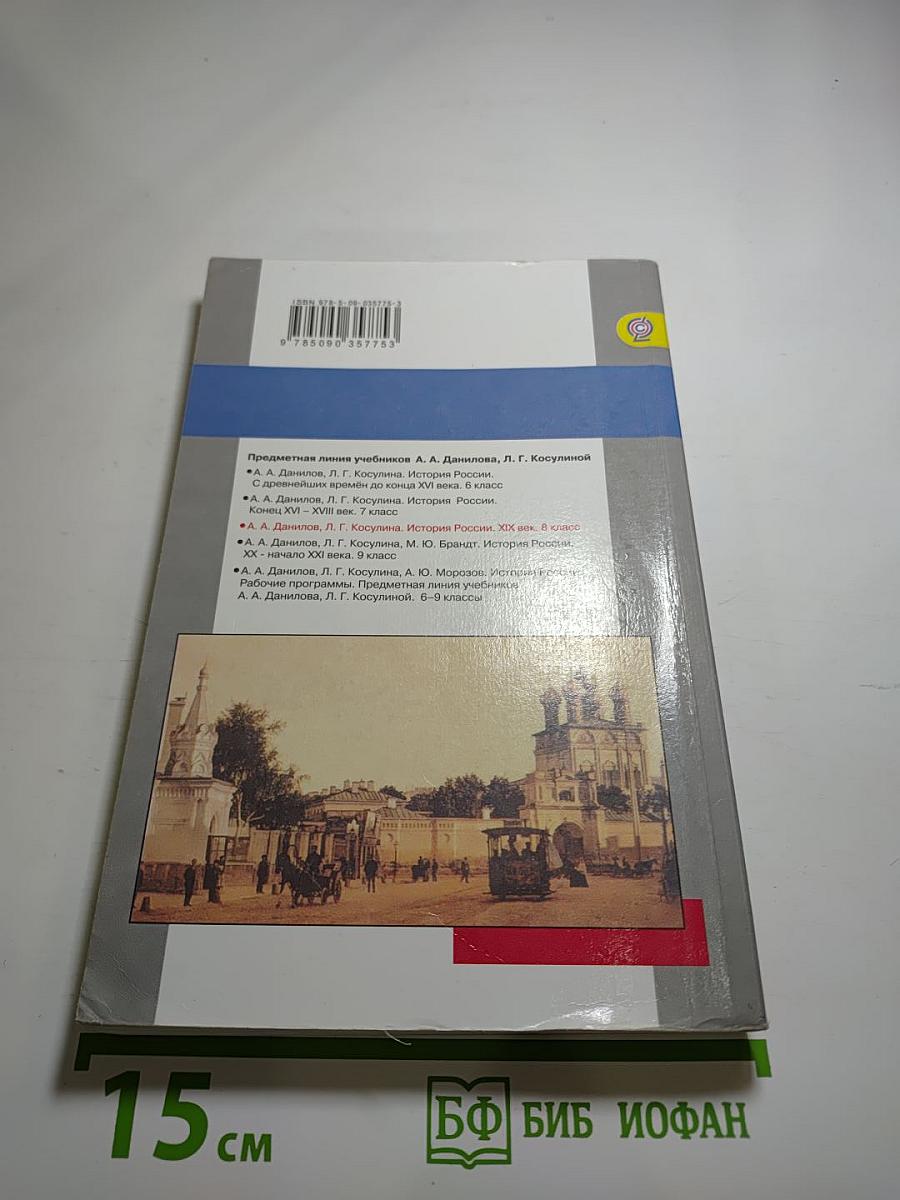 ISBN 978-5-09-035775-3
9 785090 357753
Предметная линия учебников А. А. Данилова, Л. Г. Косулиной
• А. А. Данилов, Л. Г. Косулина. История России.
С древнейших времён до конца XVI века. 6 класс
• А. А. Данилов, Л. Г. Косулина. История России.
Конец XVI – XVIII век. 7 класс
• А. А. Данилов, Л. Г. Косулина. История России. XIX век. 8 класс
• А. А. Данилов, Л. Г. Косулина, М. Ю. Брандт. История России.
XX - начало XXI века. 9 класс
• А. А. Данилов, Л. Г. Косулина, А. Ю. Морозов. История России.
Рабочие программы. Предметная линия учебников
А. А. Данилова, Л. Г. Косулиной. 6–9 классы
15 см
БФ БИБ ИОФАН